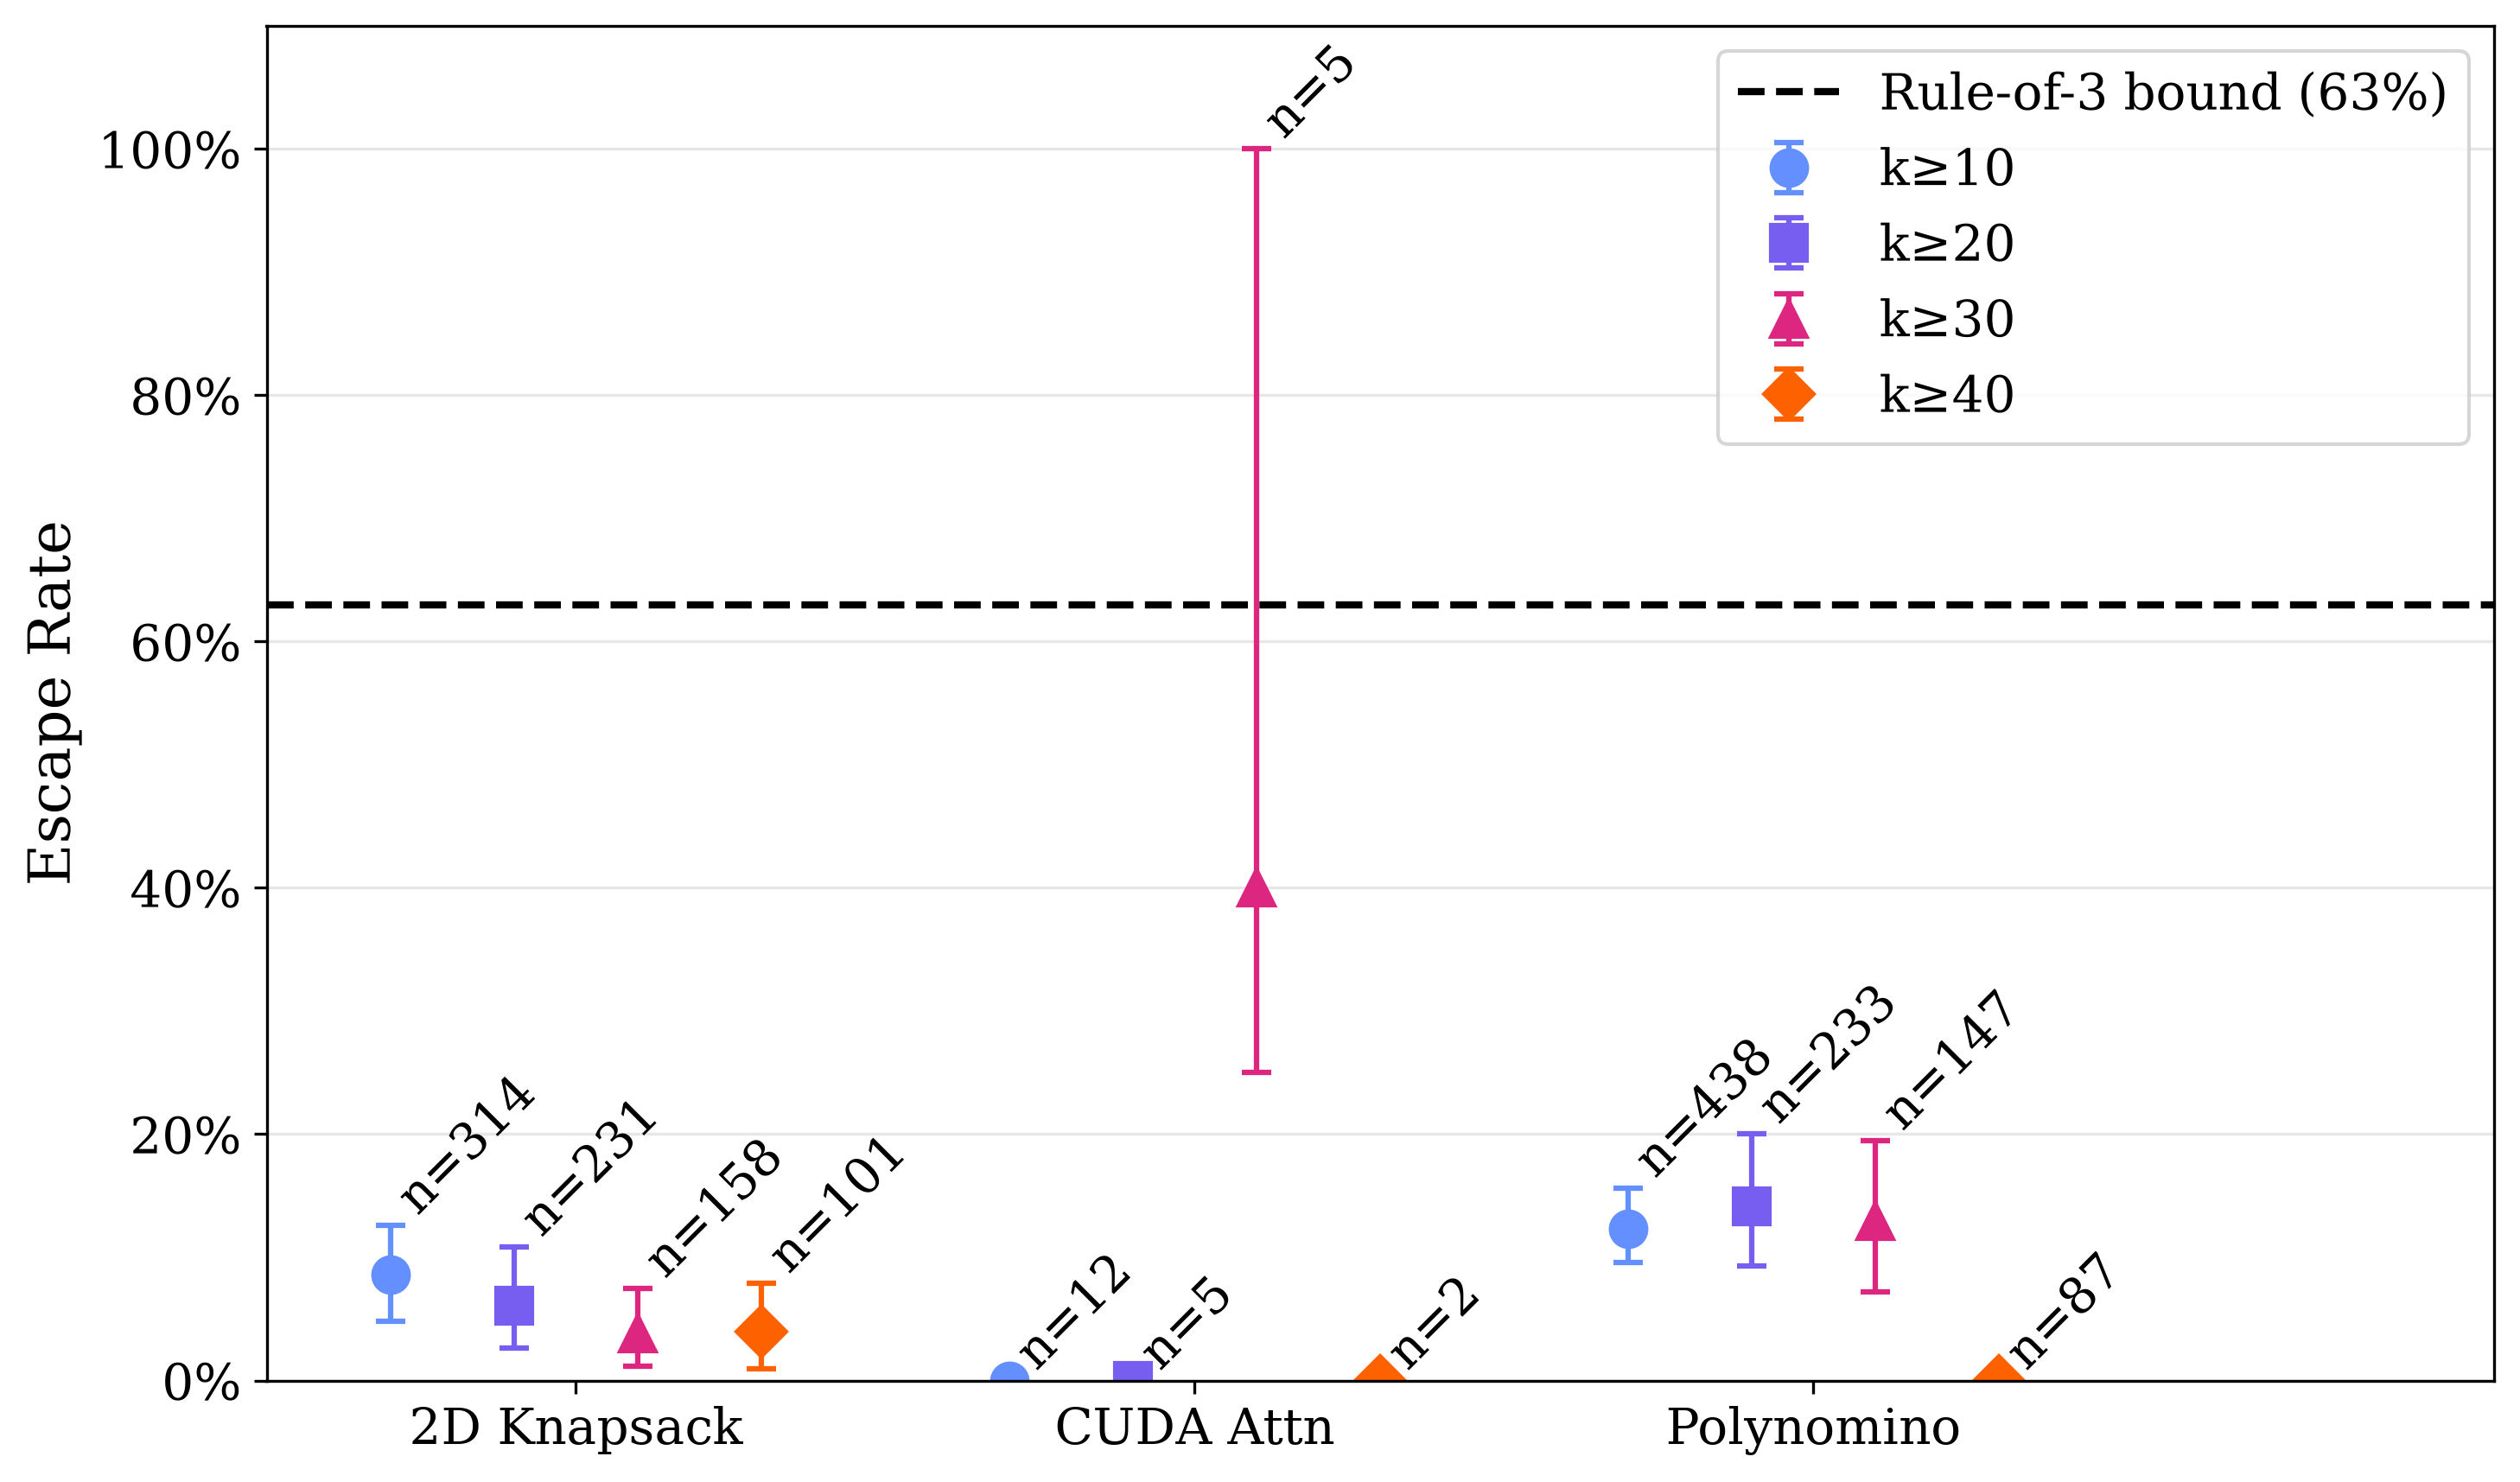 Rule-of-3 bound (63%)
k≥10
k≥20
k≥30
k≥40
Escape Rate
100%
80%
60%
40%
20%
0%
n=314
n=231
n=158
n=101
n=12
n=5
n=5
n=2
n=438
n=233
n=147
n=87
2D Knapsack
CUDA Attn
Polynomino